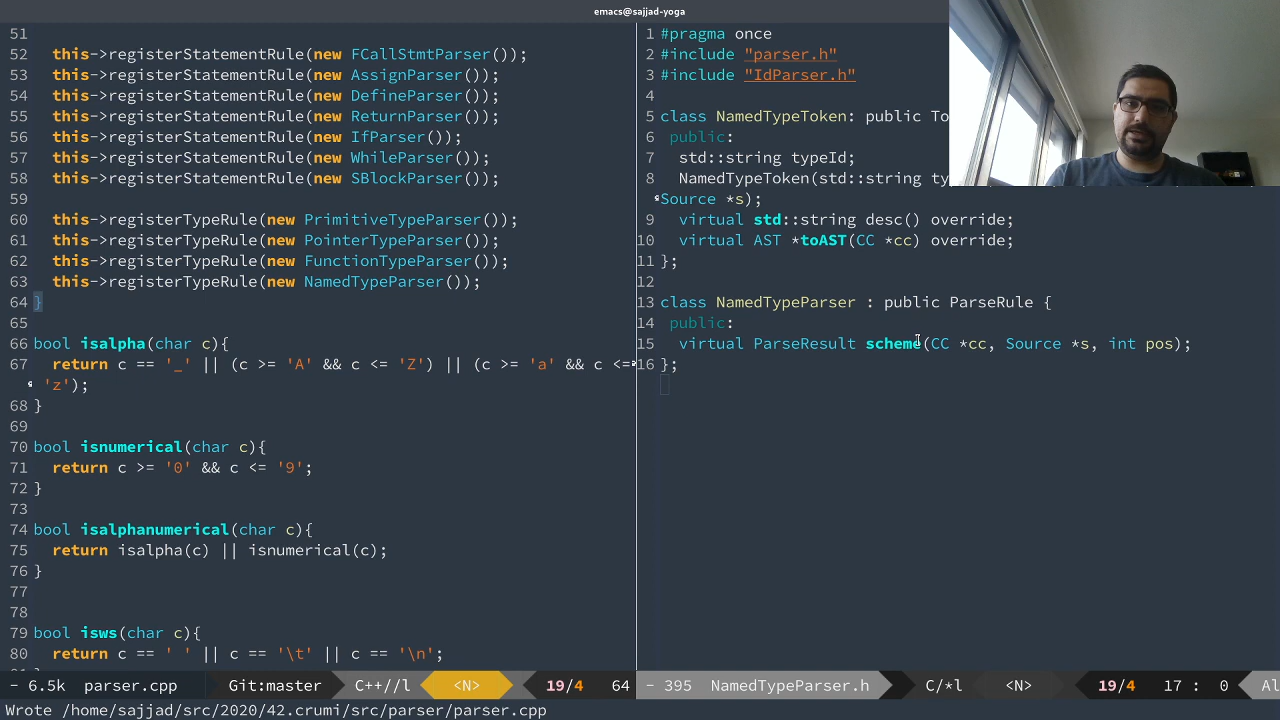 emacs@sajjad-yoga
51
52 this->registerStatementRule(new FCallStmtParser());
53 this->registerStatementRule(new AssignParser());
54 this->registerStatementRule(new DefineParser());
55 this->registerStatementRule(new ReturnParser());
56 this->registerStatementRule(new IfParser());
57 this->registerStatementRule(new WhileParser());
58 this->registerStatementRule(new SBlockParser());
59
60 this->registerTypeRule(new PrimitiveTypeParser());
61 this->registerTypeRule(new PointerTypeParser());
62 this->registerTypeRule(new FunctionTypeParser());
63 this->registerTypeRule(new NamedTypeParser());
64 }
65
66 bool isalpha(char c){
67 return c == '_' || (c >= 'A' && c <= 'Z') || (c >= 'a' && c <=
'z');
68 }
69
70 bool isnumerical(char c){
71 return c >= '0' && c <= '9';
72 }
73
74 bool isalphanumerical(char c){
75 return isalpha(c) || isnumerical(c);
76 }
77
78
79 bool isws(char c){
80 return c == ' ' || c == '\t' || c == '\n';
- 6.5k parser.cpp Git:master C++//l <N> 19/4 64
1 #pragma once
2 #include "parser.h"
3 #include "IdParser.h"
4
5 class NamedTypeToken: public To
6 public:
7 std::string typeId;
8 NamedTypeToken(std::string ty
Source *s);
9 virtual std::string desc() override;
10 virtual AST *toAST(CC *cc) override;
11 };
12
13 class NamedTypeParser : public ParseRule {
14 public:
15 virtual ParseResult scheme(CC *cc, Source *s, int pos);
16 };
- 395 NamedTypeParser.h C/*l <N> 19/4 17 : 0 Al
Wrote /home/sajjad/src/2020/42.crumi/src/parser/parser.cpp